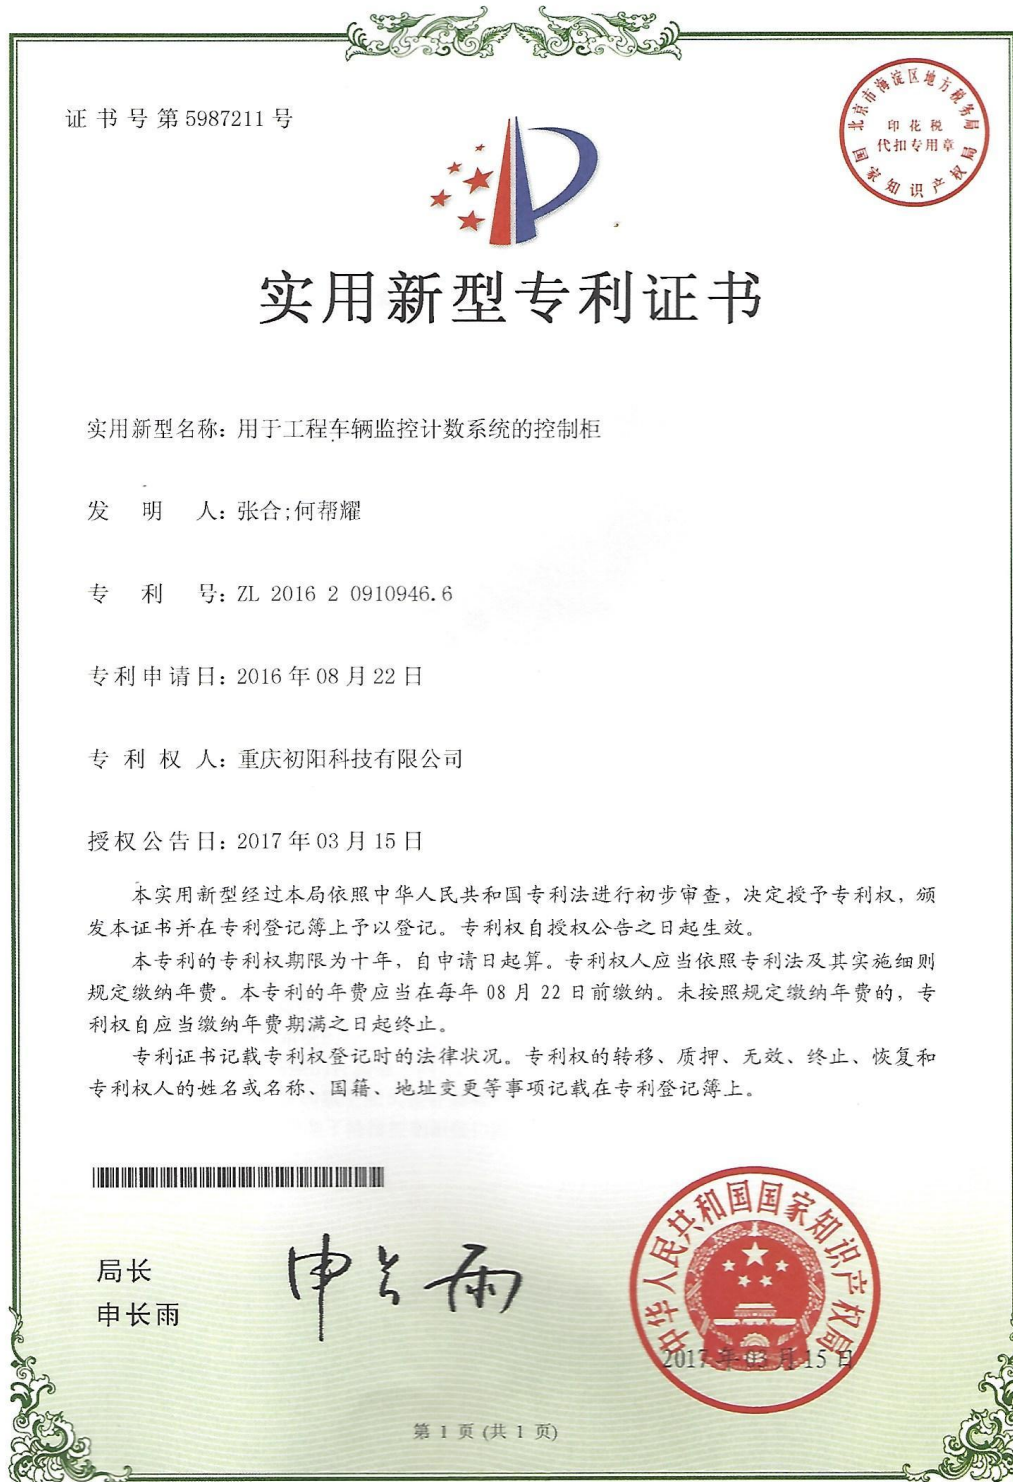 证书号第5987211号
北京市海淀区地方税务局
印花税
代扣专用章
国家知识产权局
实用新型专利证书
实用新型名称: 用于工程车辆监控计数系统的控制柜
发明人: 张合;何帮耀
专利号: ZL 2016 2 0910946.6
专利申请日: 2016年08月22日
专利权人: 重庆初阳科技有限公司
授权公告日: 2017年03月15日
本实用新型经过本局依照中华人民共和国专利法进行初步审查，决定授予专利权，颁
发本证书并在专利登记簿上予以登记。专利权自授权公告之日起生效。
本专利的专利权期限为十年，自申请日起算。专利权人应当依照专利法及其实施细则
规定缴纳年费。本专利的年费应当在每年 08 月 22 日前缴纳。未按照规定缴纳年费的，专
利权自应当缴纳年费期满之日起终止。
专利证书记载专利权登记时的法律状况。专利权的转移、质押、无效、终止、恢复和
专利权人的姓名或名称、国籍、地址变更等事项记载在专利登记簿上。
局长
申长雨
申长雨
中华人民共和国国家知识产权局
2017年03月15日
第 1 页 (共 1 页)